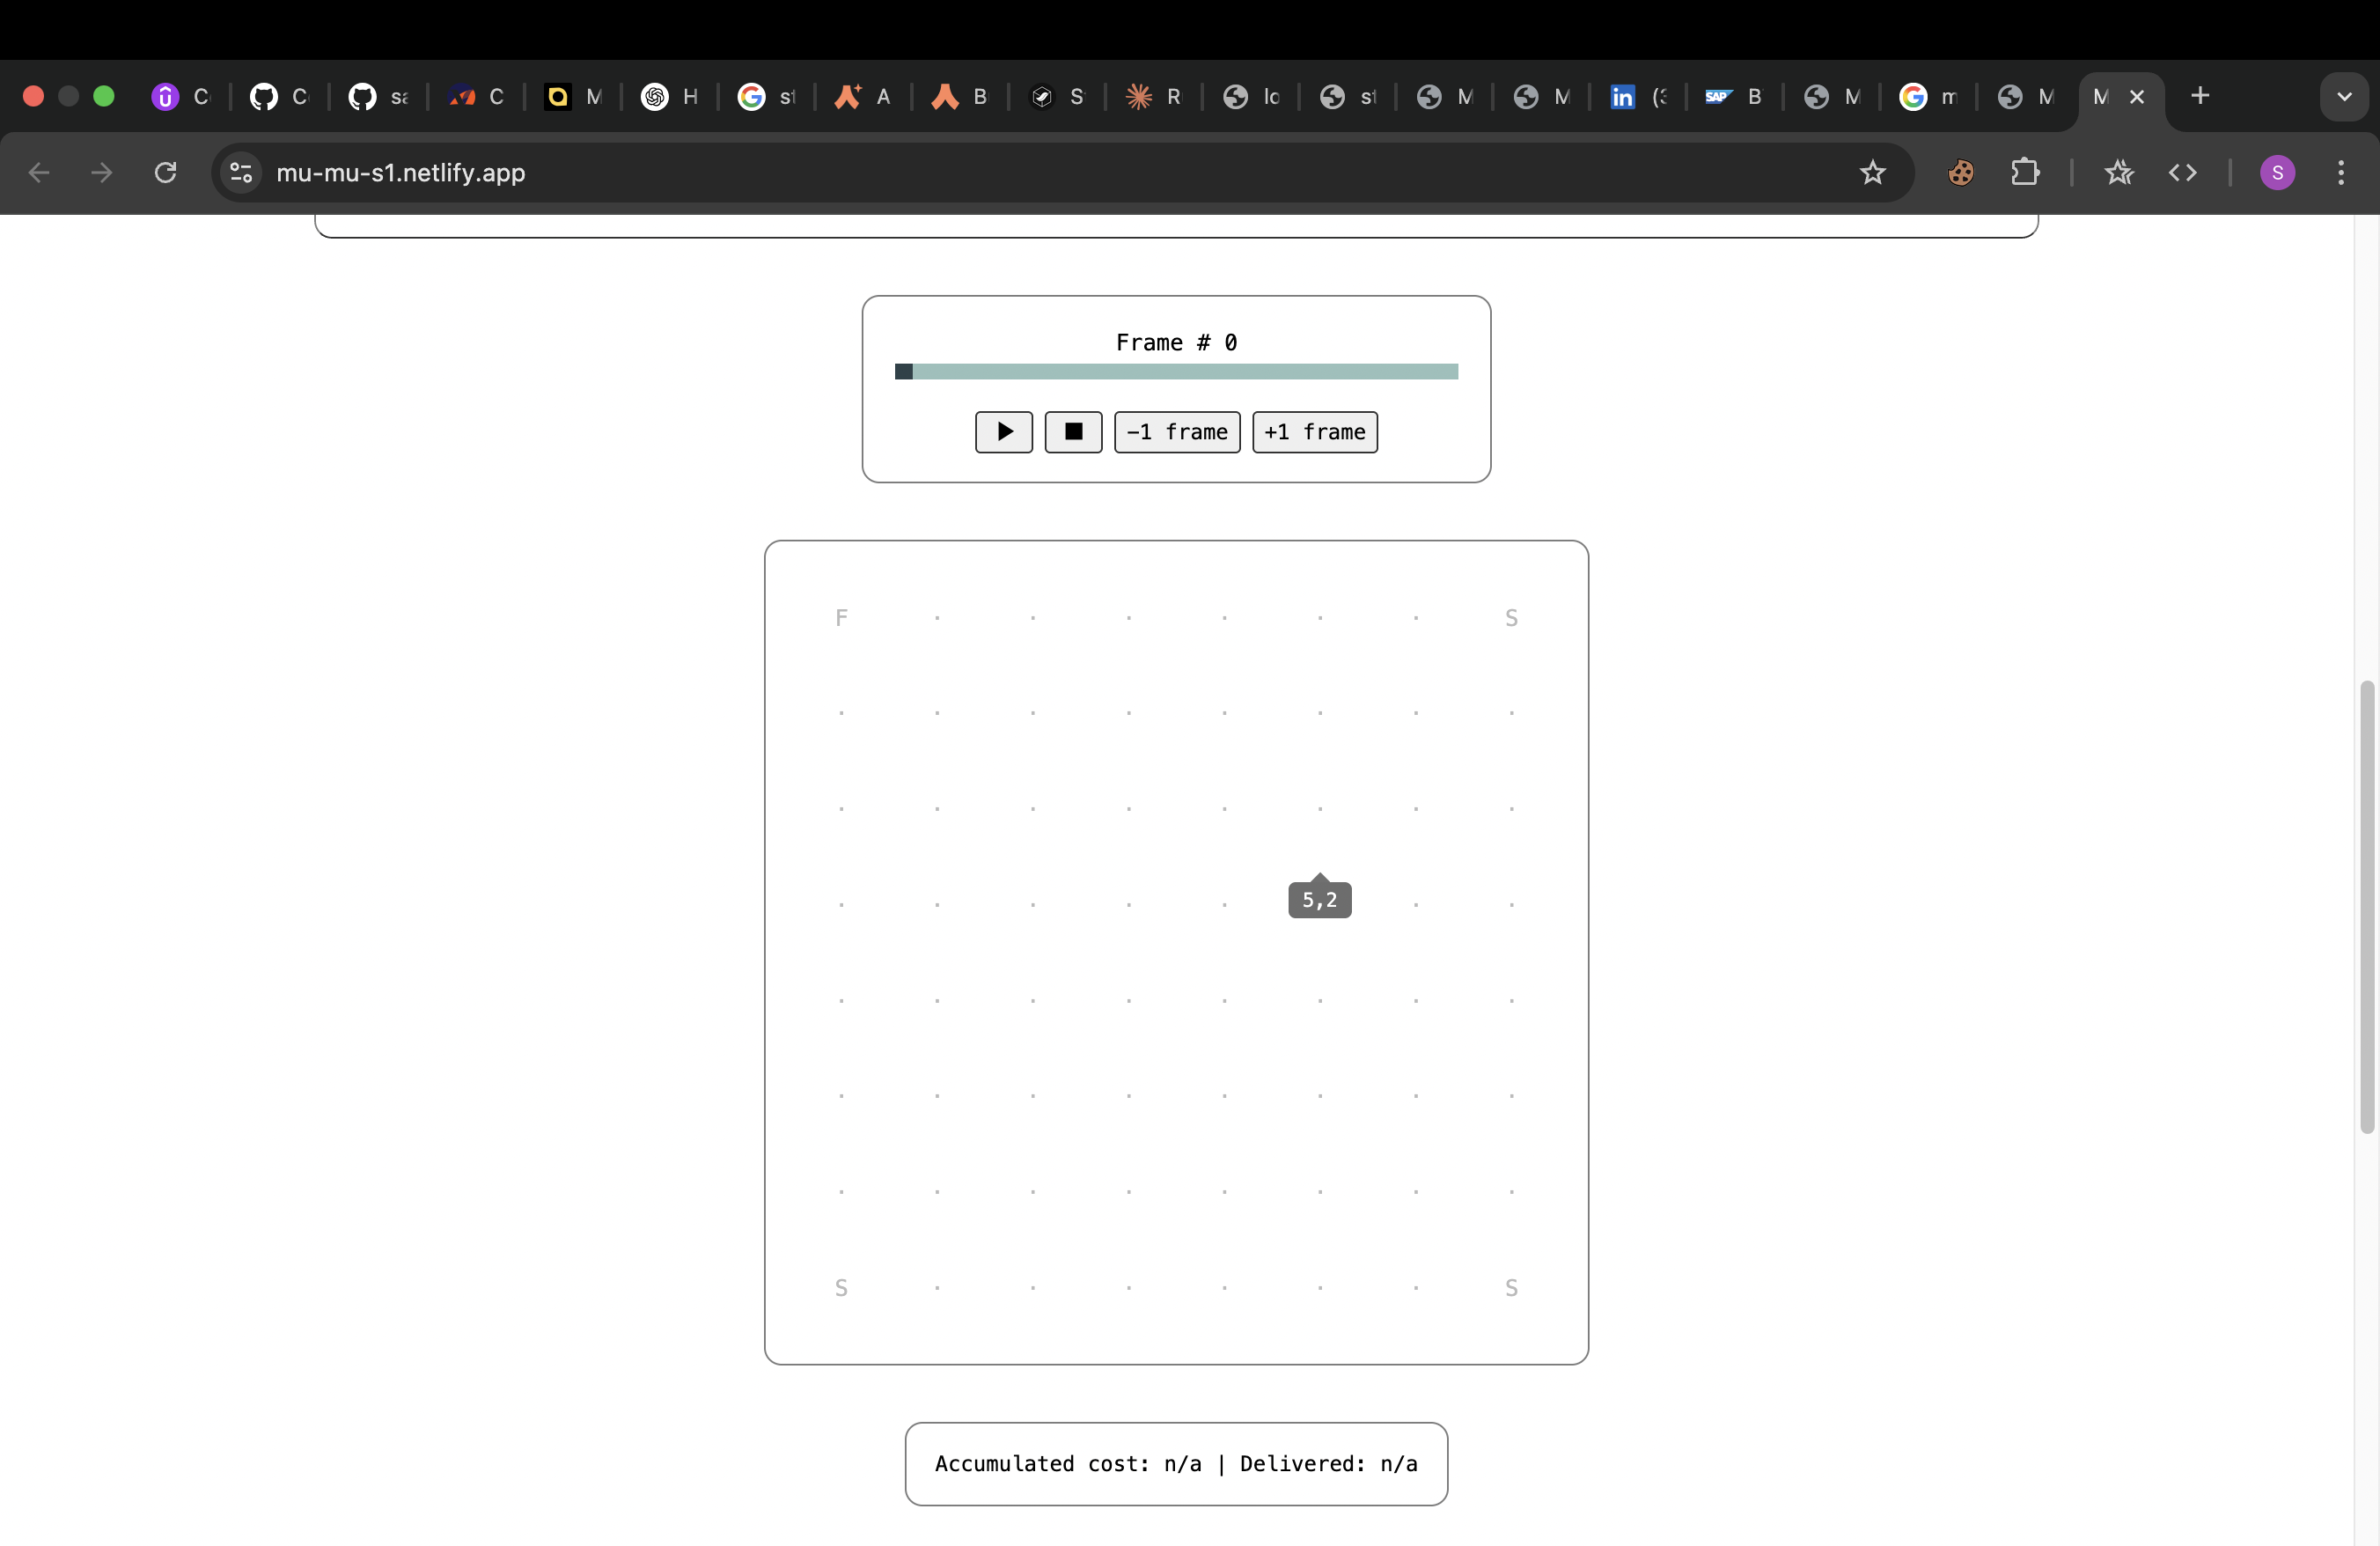 C C sa C M H st A B S R lo st M M (3 B M m M M
mu-mu-s1.netlify.app
S
Frame # 0
−1 frame +1 frame
F · · · · · · S
· · · · · · · ·
· · · · · · · ·
· · · · · 5,2 · ·
· · · · · · · ·
· · · · · · · ·
· · · · · · · ·
S · · · · · · S
Accumulated cost: n/a | Delivered: n/a